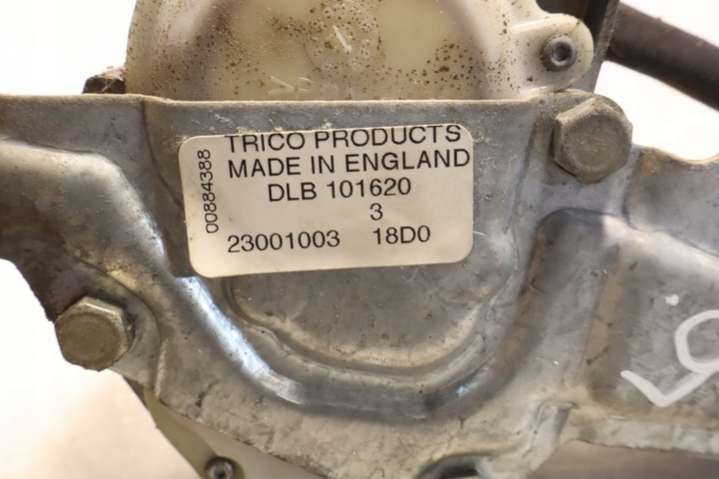 TRICO PRODUCTS
MADE IN ENGLAND
DLB 101620
3
23001003 18D0
00884388